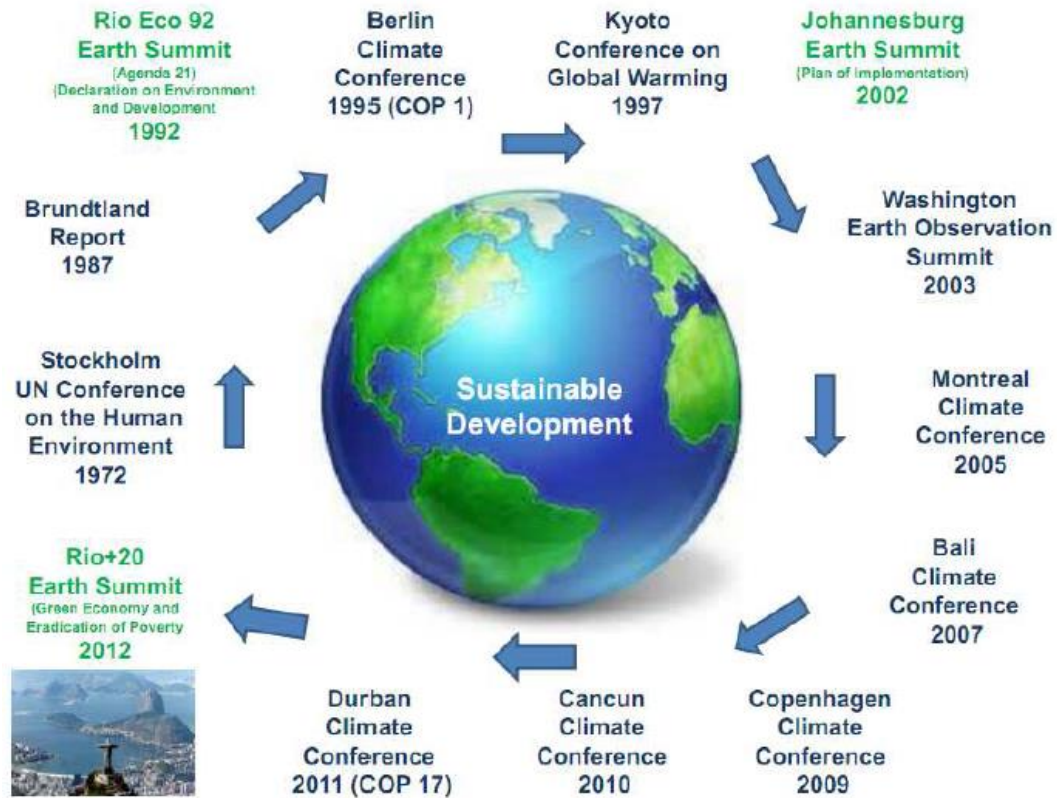 Rio Eco 92
Earth Summit
(Agenda 21)
(Declaration on Environment
and Development
1992
Berlin
Climate
Conference
1995 (COP 1)
Kyoto
Conference on
Global Warming
1997
Johannesburg
Earth Summit
(Plan of Implementation)
2002
Washington
Earth Observation
Summit
2003
Montreal
Climate
Conference
2005
Bali
Climate
Conference
2007
Copenhagen
Climate
Conference
2009
Cancun
Climate
Conference
2010
Durban
Climate
Conference
2011 (COP 17)
Rio+20
Earth Summit
(Green Economy and
Eradication of Poverty
2012
Stockholm
UN Conference
on the Human
Environment
1972
Brundtland
Report
1987
Sustainable
Development